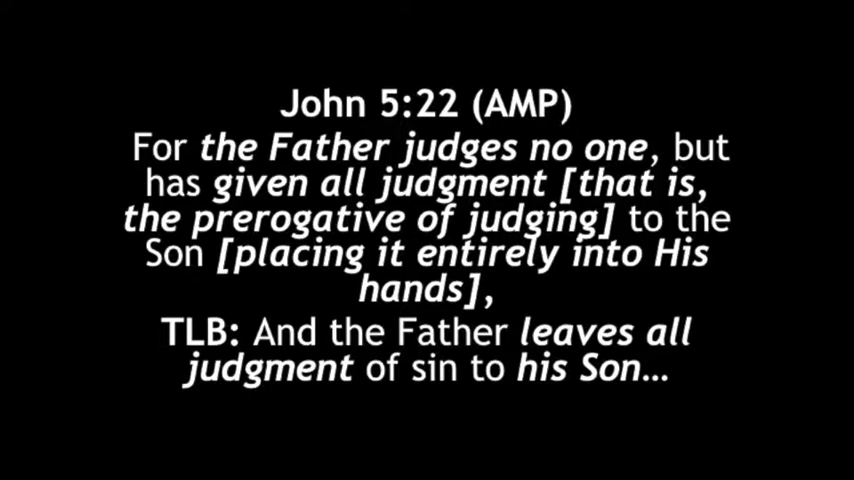 John 5:22 (AMP)
For the Father judges no one, but
has given all judgment [that is,
the prerogative of judging] to the
Son [placing it entirely into His
hands],
TLB: And the Father leaves all
judgment of sin to his Son…